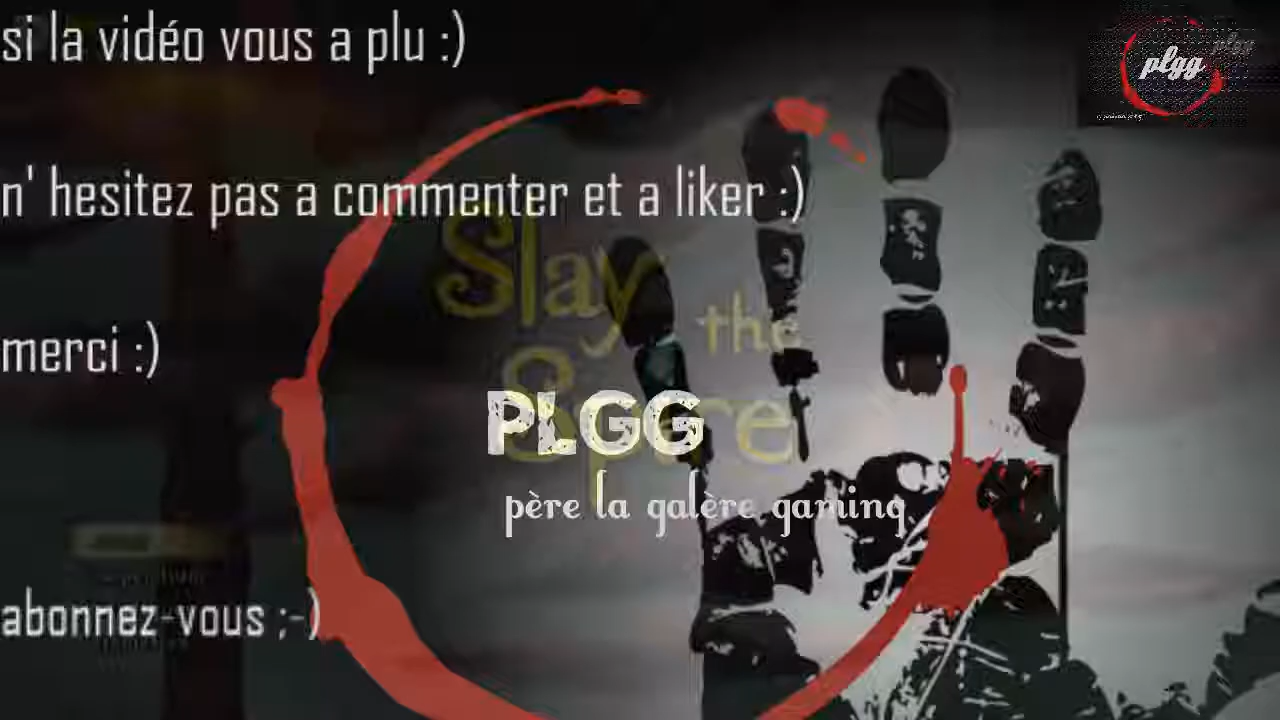 si la vidéo vous a plu :)
plgg
plgg
n' hesitez pas a commenter et a liker :)
Slay
the
merci :)
PLGG
père la galère gaming
abonnez-vous ;-)